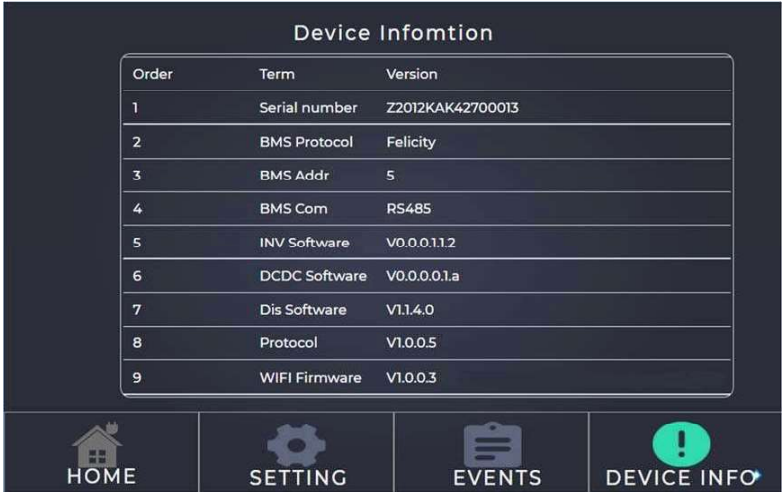 Device Infomtion
Order Term Version
1 Serial number Z2012KAK42700013
2 BMS Protocol Felicity
3 BMS Addr 5
4 BMS Com RS485
5 INV Software V0.0.0.1.1.2
6 DCDC Software V0.0.0.0.1.a
7 Dis Software V1.1.4.0
8 Protocol V1.0.0.5
9 WIFI Firmware V1.0.0.3
HOME SETTING EVENTS DEVICE INFO